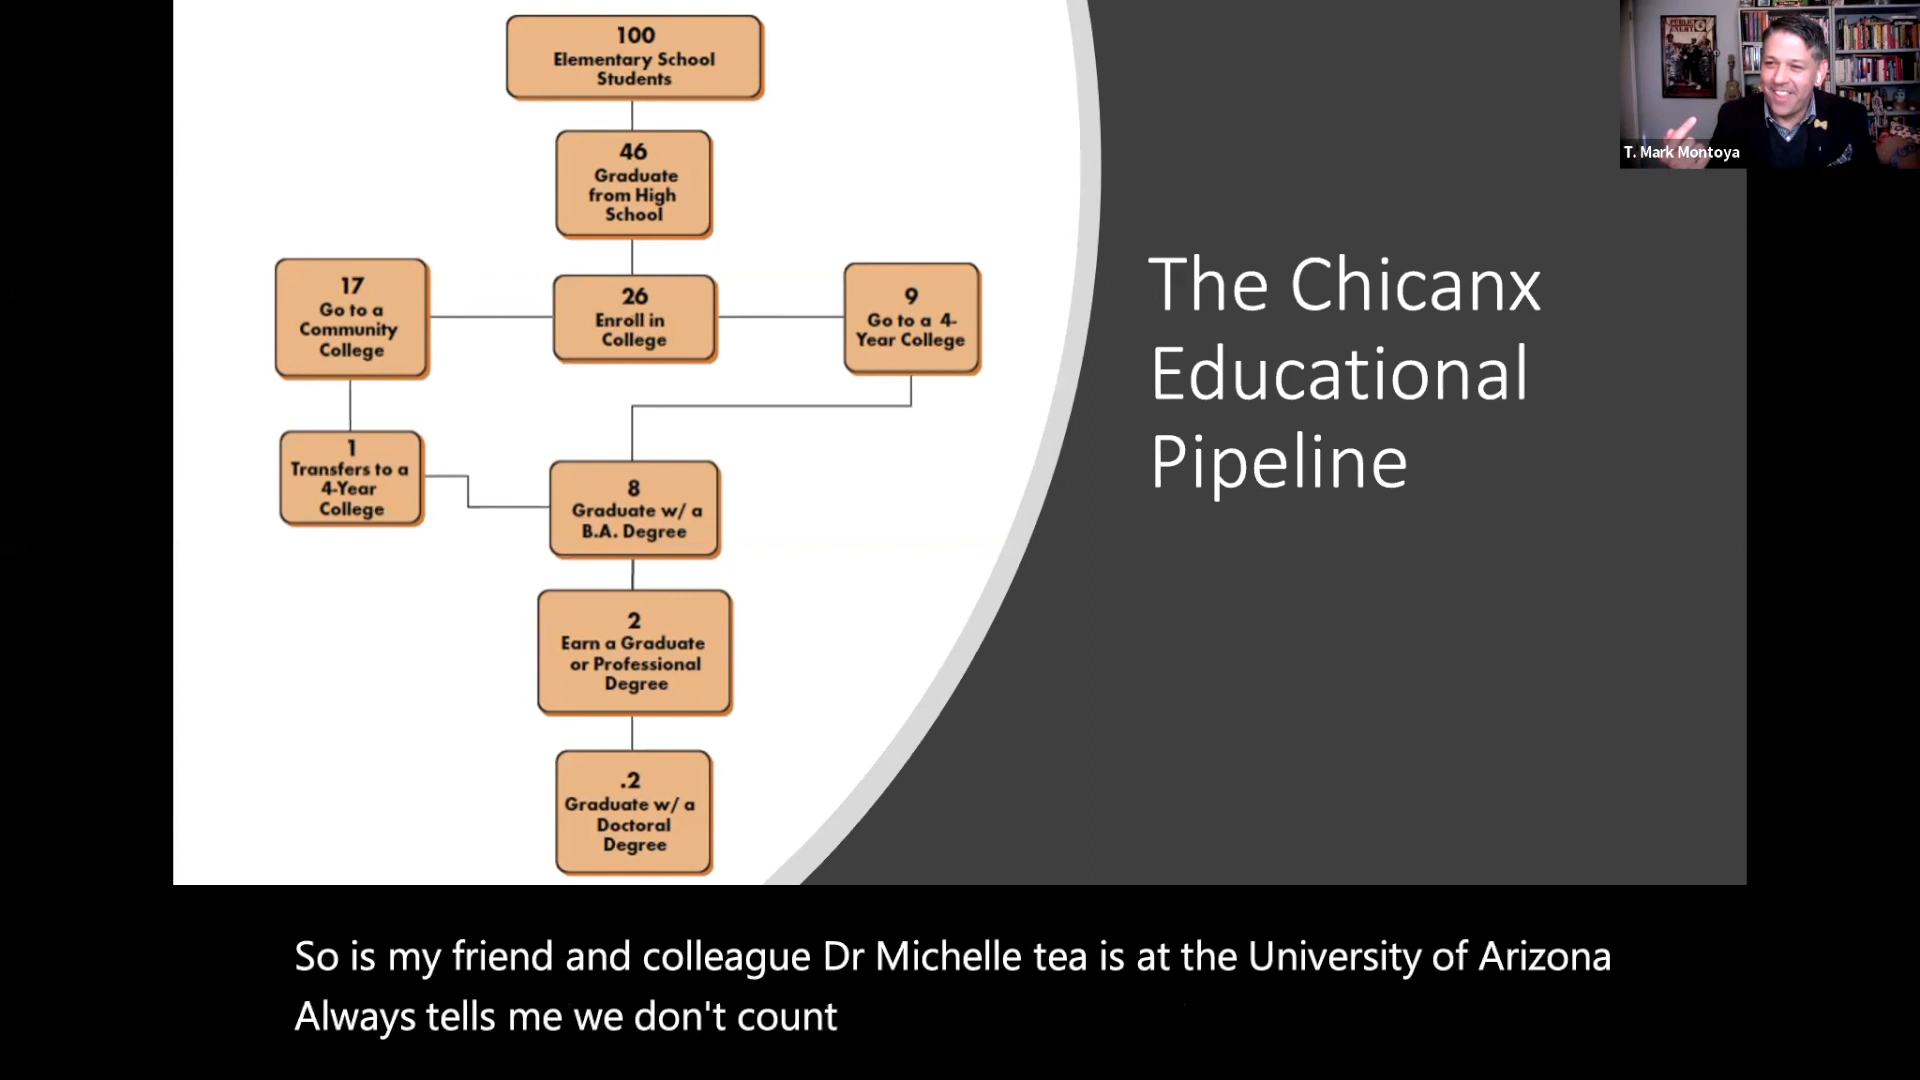 100
Elementary School
Students
46
Graduate
from High
School
17
Go to a
Community
College
26
Enroll in
College
9
Go to a 4-
Year College
1
Transfers to a
4-Year
College
8
Graduate w/ a
B.A. Degree
2
Earn a Graduate
or Professional
Degree
.2
Graduate w/ a
Doctoral
Degree
The Chicanx
Educational
Pipeline
PUBLIC
ENEMY
T. Mark Montoya
So is my friend and colleague Dr Michelle tea is at the University of Arizona
Always tells me we don't count